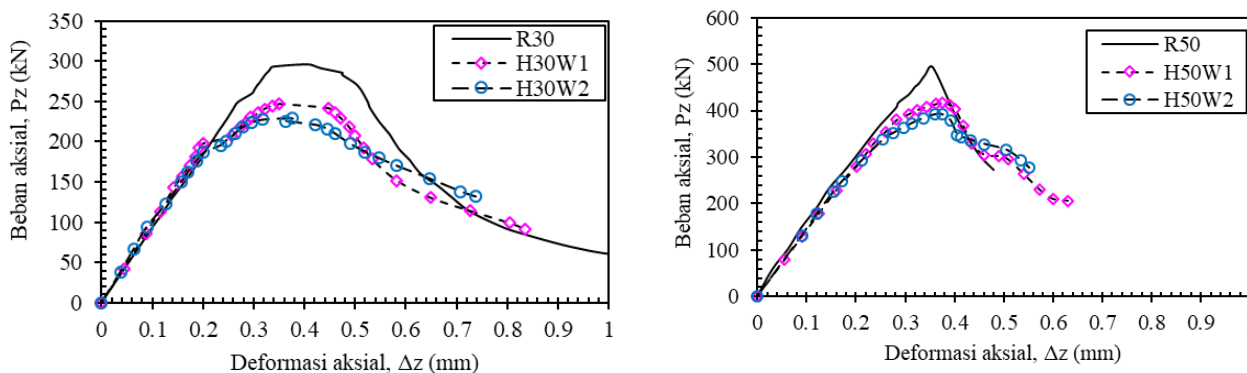 350
300
250
200
150
100
50
0
Beban aksial, Pz (kN)
R30
H30W1
H30W2
0 0.1 0.2 0.3 0.4 0.5 0.6 0.7 0.8 0.9 1
Deformasi aksial, Δz (mm)
600
500
400
300
200
100
0
Beban aksial, Pz (kN)
R50
H50W1
H50W2
0 0.1 0.2 0.3 0.4 0.5 0.6 0.7 0.8 0.9 1
Deformasi aksial, Δz (mm)